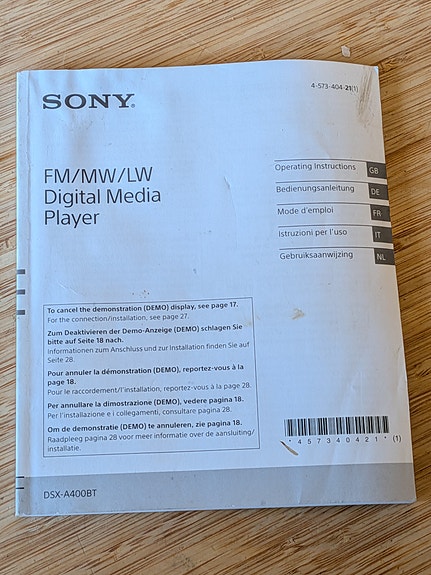 4-573-404-21(1)
SONY®
FM/MW/LW
Digital Media
Player
Operating Instructions GB
Bedienungsanleitung DE
Mode d'emploi FR
Istruzioni per l'uso IT
Gebruiksaanwijzing NL
To cancel the demonstration (DEMO) display, see page 17.
For the connection/installation, see page 27.
Zum Deaktivieren der Demo-Anzeige (DEMO) schlagen Sie
bitte auf Seite 18 nach.
Informationen zum Anschluss und zur Installation finden Sie auf
Seite 28.
Pour annuler la démonstration (DEMO), reportez-vous à la
page 18.
Pour le raccordement/l'installation, reportez-vous à la page 28.
Per annullare la dimostrazione (DEMO), vedere pagina 18.
Per l'installazione e i collegamenti, consultare pagina 28.
Om de demonstratie (DEMO) te annuleren, zie pagina 18.
Raadpleeg pagina 28 voor meer informatie over de aansluiting/
installatie.
*457340421* (1)
DSX-A400BT